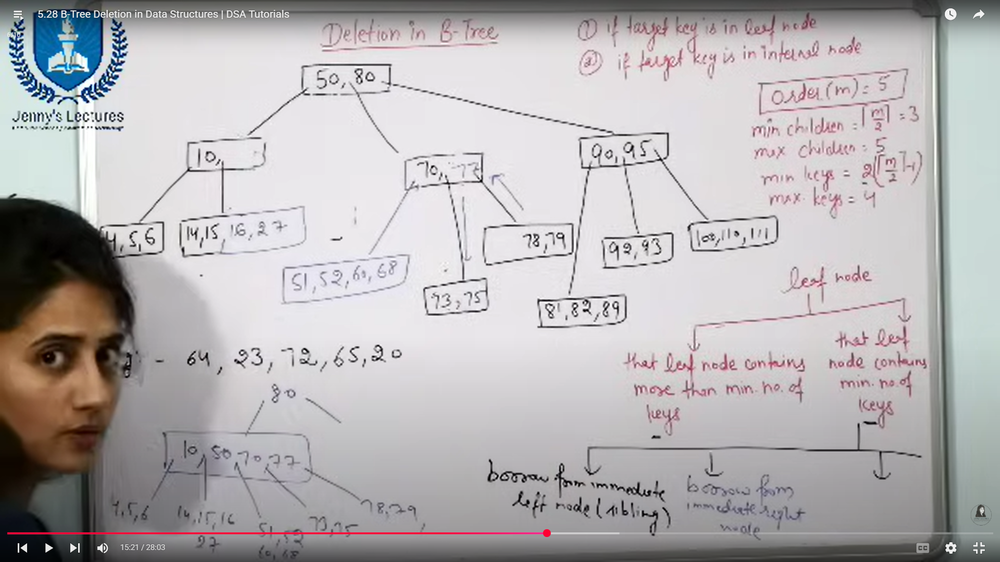 5.28 B-Tree Deletion in Data Structures | DSA Tutorials
6/10
Jenny's Lectures
Deletion in B-Tree
① if target key is in leaf node
② if target key is in internal node
50, 80
Order(m) = 5
min children = ⌈m/2⌉ = 3
max children = 5
min keys = 2(⌈m/2⌉-1)
max. keys = 4
10,
70, 77
90, 95
4, 5, 6
14, 15, 16, 27
51, 52, 60, 68
73, 75
78, 79
81, 82, 89
92, 93
100, 110, 111
- 64, 23, 72, 65, 20
80
10, 50, 70, 77
4, 5, 6
14, 15, 16
27
51, 52
60, 68
73, 75
78, 79
leaf node
that leaf node contains
more than min. no. of
keys
that leaf
node contains
min. no. of
keys
borrow from immediate
left node (sibling)
borrow from
immediate right
node
15:21 / 28:03
CC